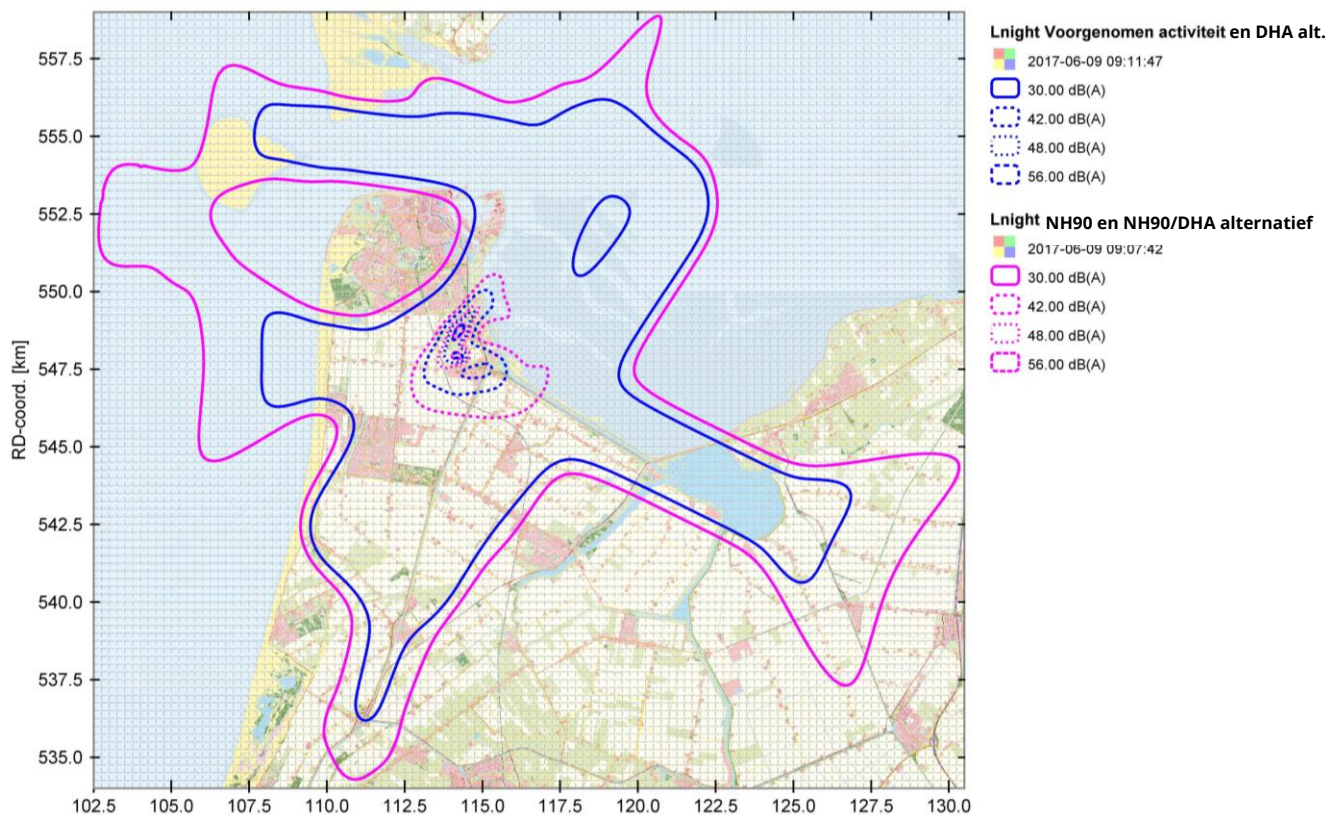 557.5
555.0
552.5
550.0
547.5
545.0
542.5
540.0
537.5
535.0
RD-coord. [km]
102.5 105.0 107.5 110.0 112.5 115.0 117.5 120.0 122.5 125.0 127.5 130.0
Lnight Voorgenomen activiteit en DHA alt.
2017-06-09 09:11:47
30.00 dB(A)
42.00 dB(A)
48.00 dB(A)
56.00 dB(A)
Lnight NH90 en NH90/DHA alternatief
2017-06-09 09:07:42
30.00 dB(A)
42.00 dB(A)
48.00 dB(A)
56.00 dB(A)